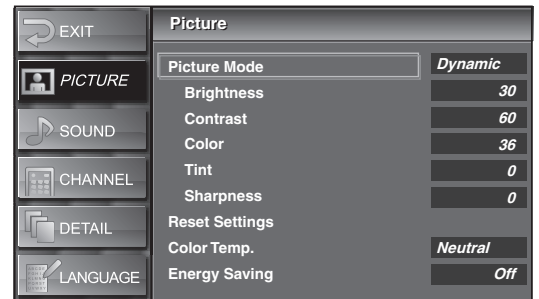 EXIT
PICTURE
SOUND
CHANNEL
DETAIL
LANGUAGE
Picture
Picture Mode Dynamic
Brightness 30
Contrast 60
Color 36
Tint 0
Sharpness 0
Reset Settings
Color Temp. Neutral
Energy Saving Off